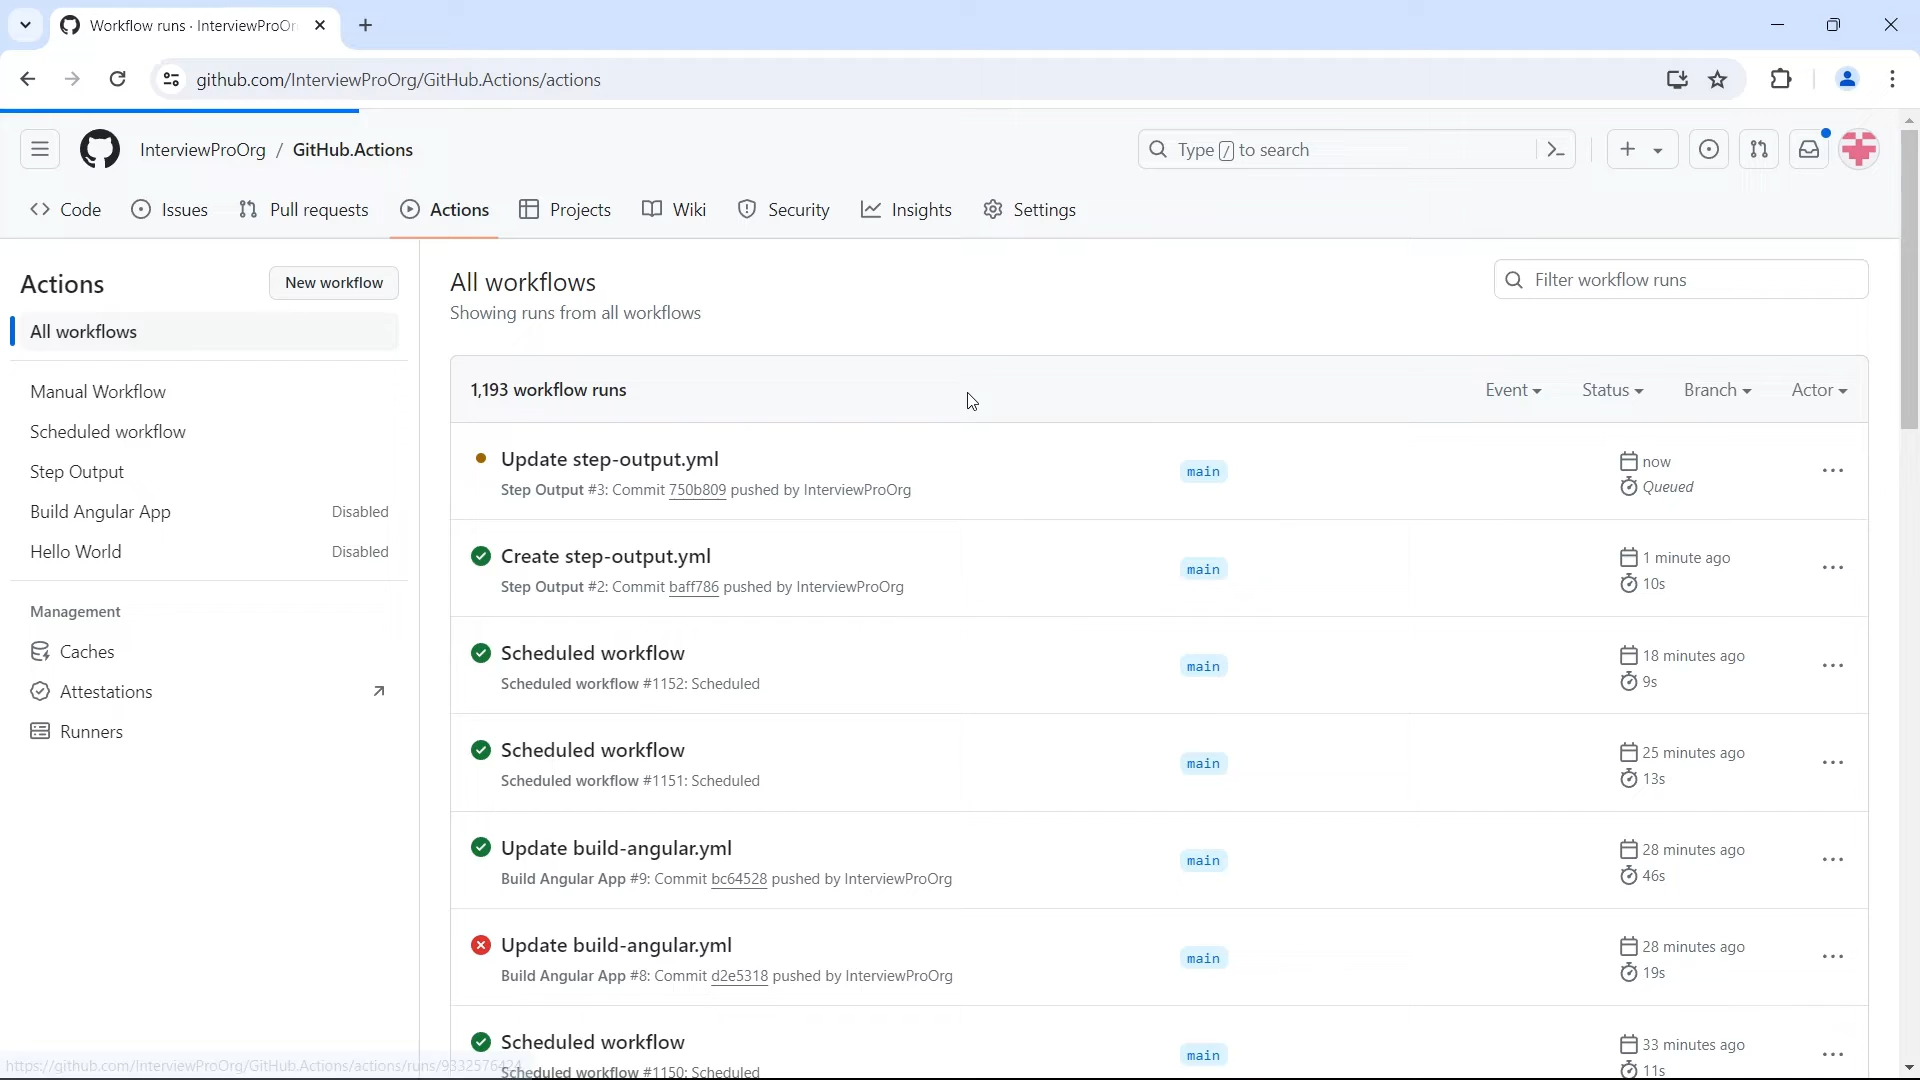 Workflow runs · InterviewProOr
github.com/InterviewProOrg/GitHub.Actions/actions
InterviewProOrg / GitHub.Actions
Type / to search
Code
Issues
Pull requests
Actions
Projects
Wiki
Security
Insights
Settings
Actions
New workflow
All workflows
Manual Workflow
Scheduled workflow
Step Output
Build Angular App Disabled
Hello World Disabled
Management
Caches
Attestations
Runners
All workflows
Showing runs from all workflows
Filter workflow runs
1,193 workflow runs
Event Status Branch Actor
Update step-output.yml
Step Output #3: Commit 750b809 pushed by InterviewProOrg
main
now
Queued
Create step-output.yml
Step Output #2: Commit baff786 pushed by InterviewProOrg
main
1 minute ago
10s
Scheduled workflow
Scheduled workflow #1152: Scheduled
main
18 minutes ago
9s
Scheduled workflow
Scheduled workflow #1151: Scheduled
main
25 minutes ago
13s
Update build-angular.yml
Build Angular App #9: Commit bc64528 pushed by InterviewProOrg
main
28 minutes ago
46s
Update build-angular.yml
Build Angular App #8: Commit d2e5318 pushed by InterviewProOrg
main
28 minutes ago
19s
Scheduled workflow
Scheduled workflow #1150: Scheduled
main
33 minutes ago
11s